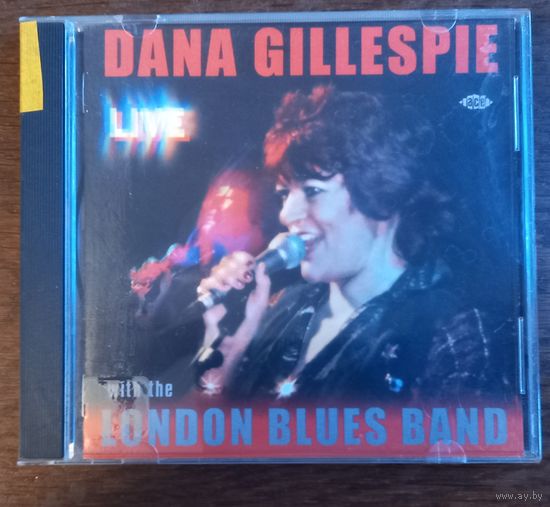 DANA GILLESPIE
LIVE
ace
with the
LONDON BLUES BAND
www.ay.by